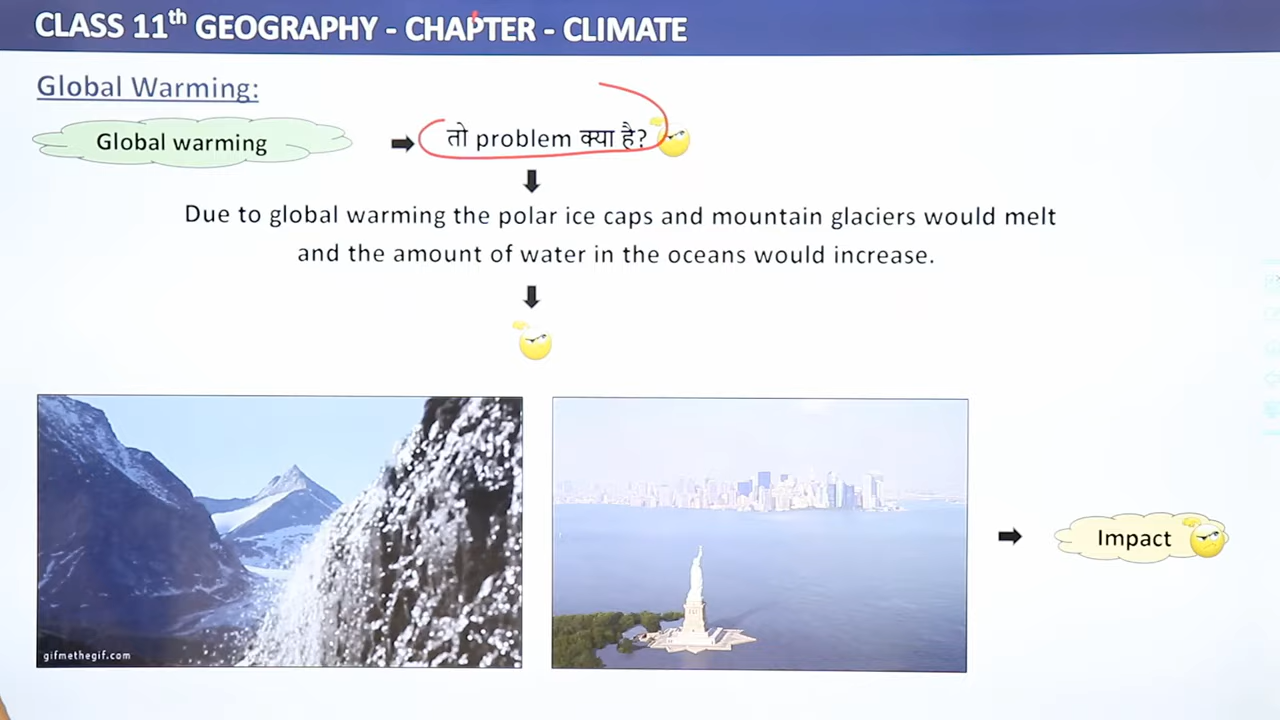 CLASS 11th GEOGRAPHY - CHAPTER - CLIMATE
Global Warming:
Global warming
तो problem क्या है?
Due to global warming the polar ice caps and mountain glaciers would melt
and the amount of water in the oceans would increase.
Impact
gifmethegif.com